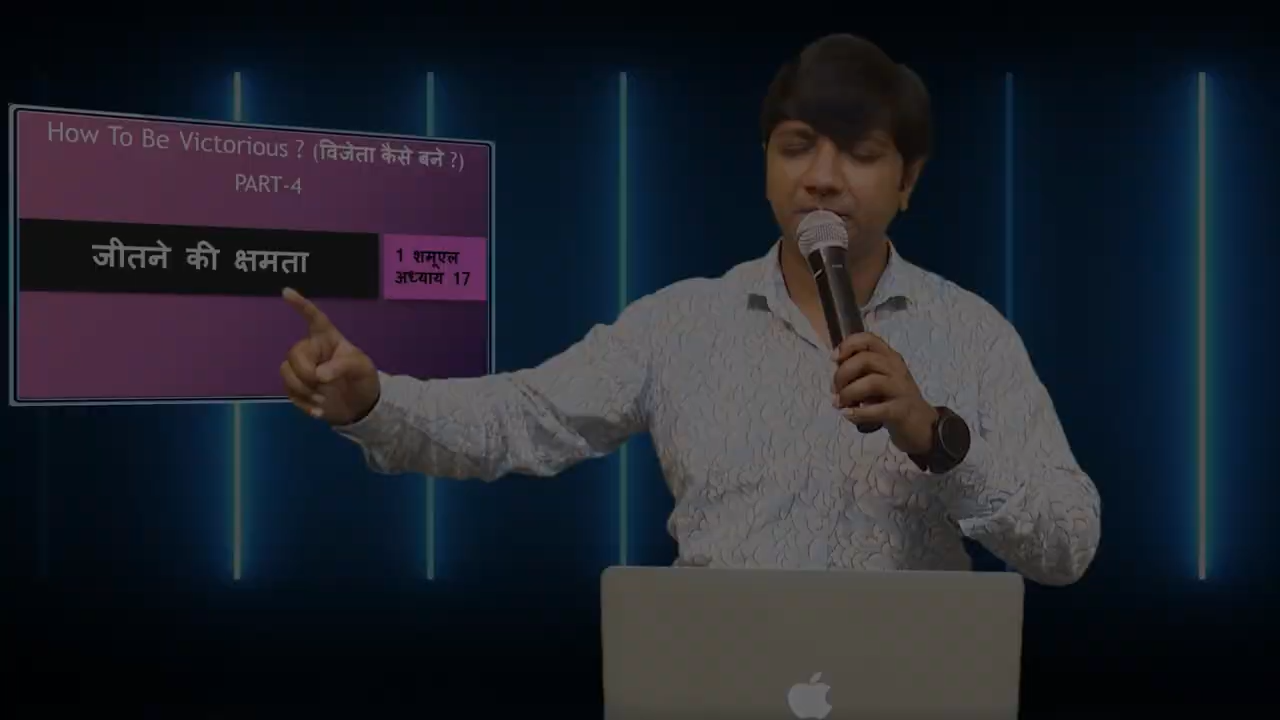 How To Be Victorious ? (विजेता कैसे बने ?)
PART-4
जीतने की क्षमता
1 शमूएल
अध्याय 17